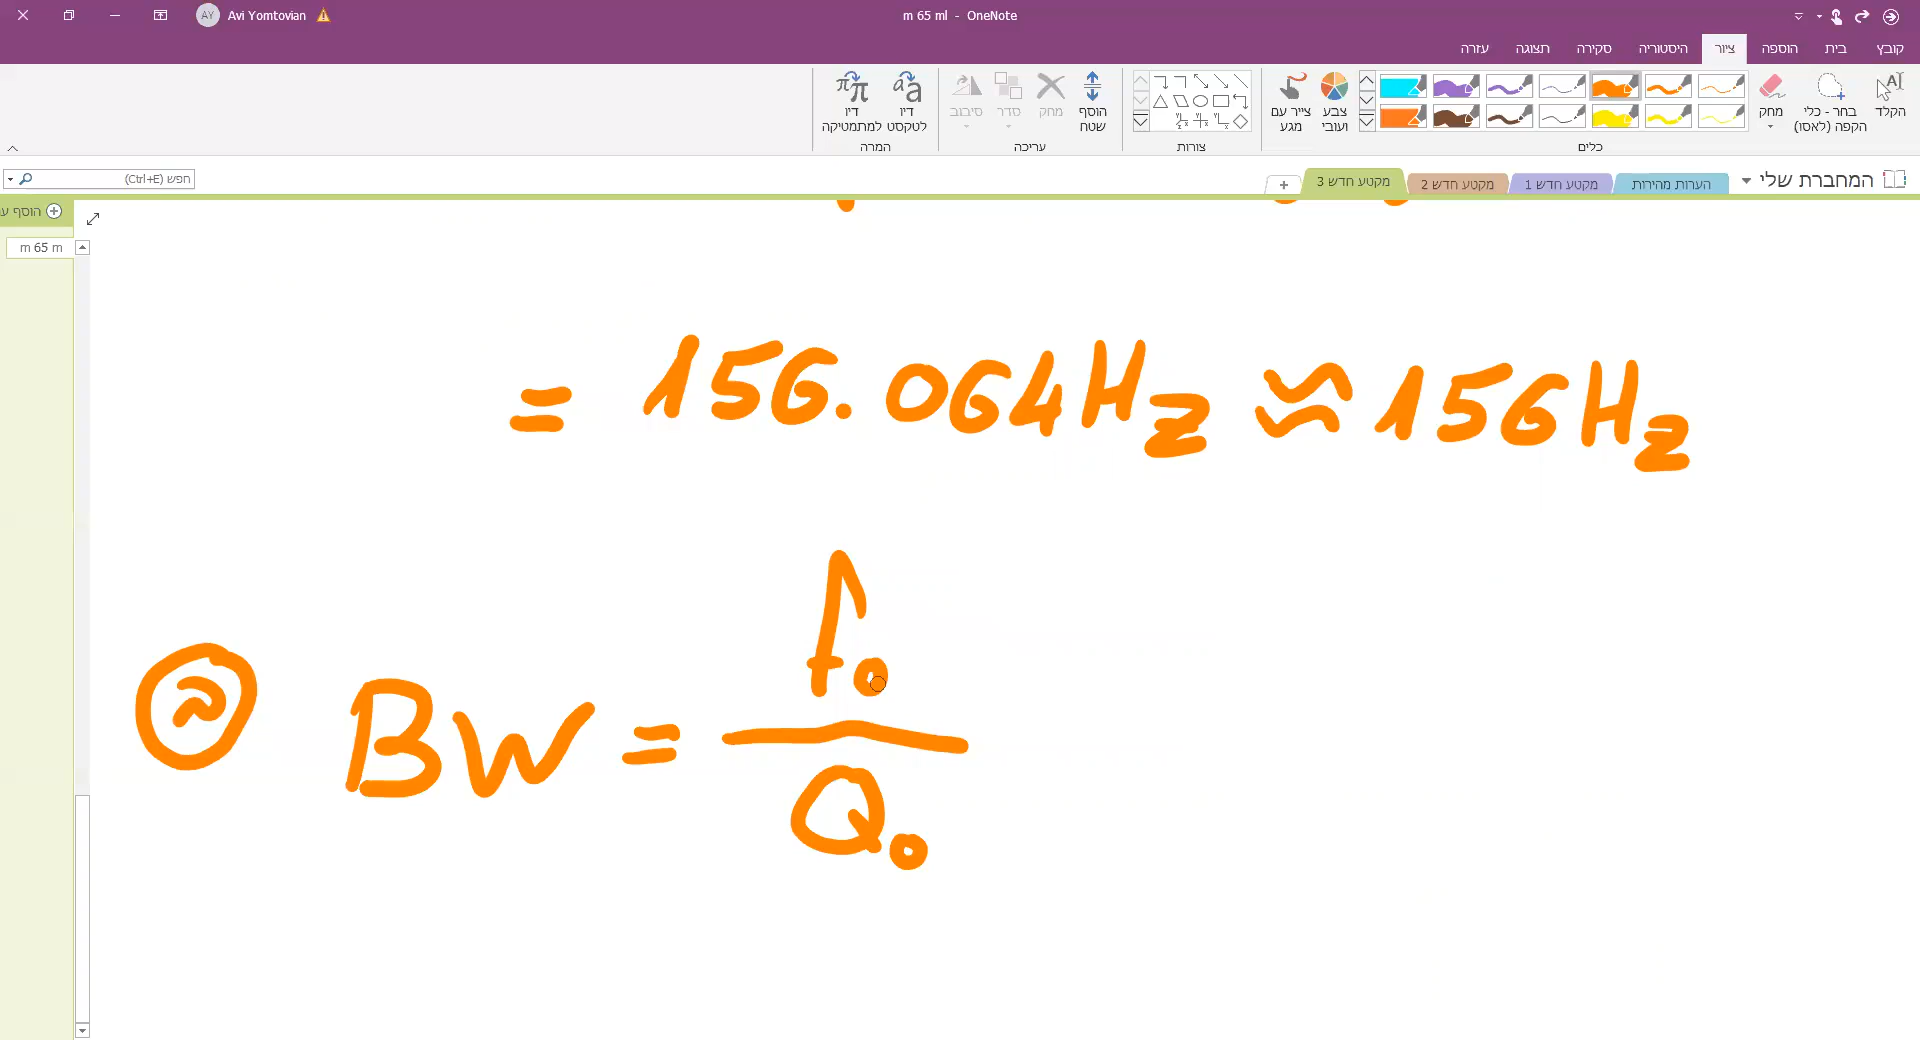 Avi Yomtovian
m 65 ml - OneNote
קובץ
בית
הוספה
ציור
היסטוריה
סקירה
תצוגה
עזרה
הקלד
בחר - כלי הקפה (לאסו)
מחק
כלים
צבע ועובי
צייר עם מגע
צורות
הוסף שטח
מחק
סדר
סיבוב
עריכה
דיו לטקסט
דיו למתמטיקה
המרה
המחברת שלי
הערות מהירות
מקטע חדש 1
מקטע חדש 2
מקטע חדש 3
חפש (Ctrl+E)
m 65 m
= 156.064Hz ≈ 156Hz
BW = f₀ / Q₀